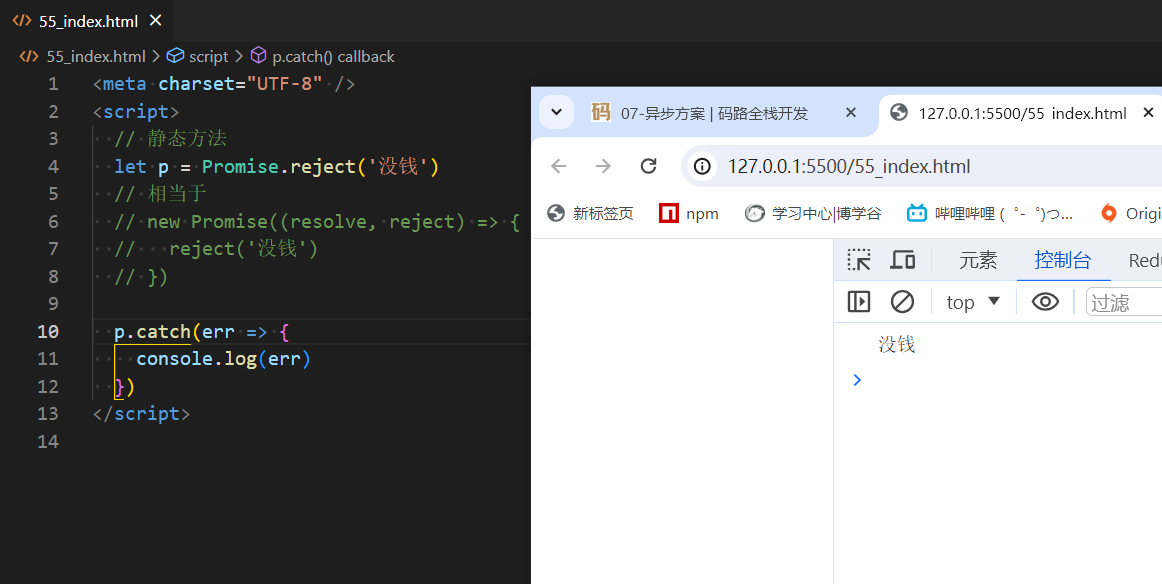 55_index.html
55_index.html > script > p.catch() callback
1 <meta charset="UTF-8" />
2 <script>
3 // 静态方法
4 let p = Promise.reject('没钱')
5 // 相当于
6 // new Promise((resolve, reject) => {
7 //   reject('没钱')
8 // })
9
10 p.catch(err => {
11   console.log(err)
12 })
13 </script>
14
07-异步方案 | 码路全栈开发 127.0.0.1:5500/55_index.html
127.0.0.1:5500/55_index.html
新标签页 npm 学习中心|博学谷 哔哩哔哩 ( ゜- ゜)つ... Origi
元素 控制台 Redu
top 过滤
没钱